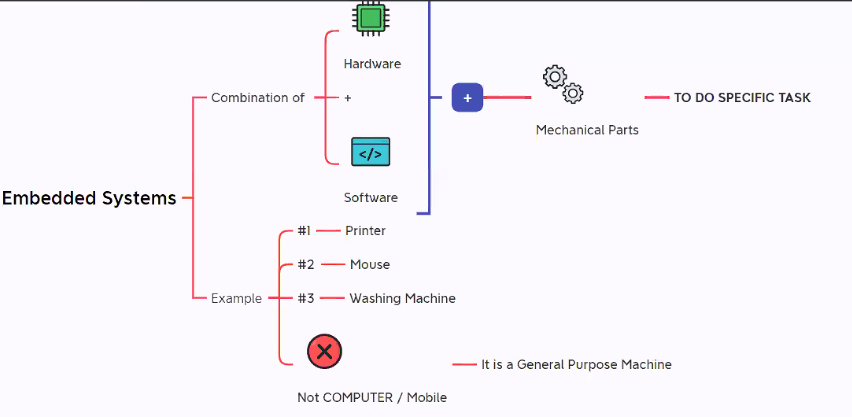 Embedded Systems
Combination of
Hardware
+
</>
Software
+
Mechanical Parts
TO DO SPECIFIC TASK
Example
#1
Printer
#2
Mouse
#3
Washing Machine
Not COMPUTER / Mobile
It is a General Purpose Machine